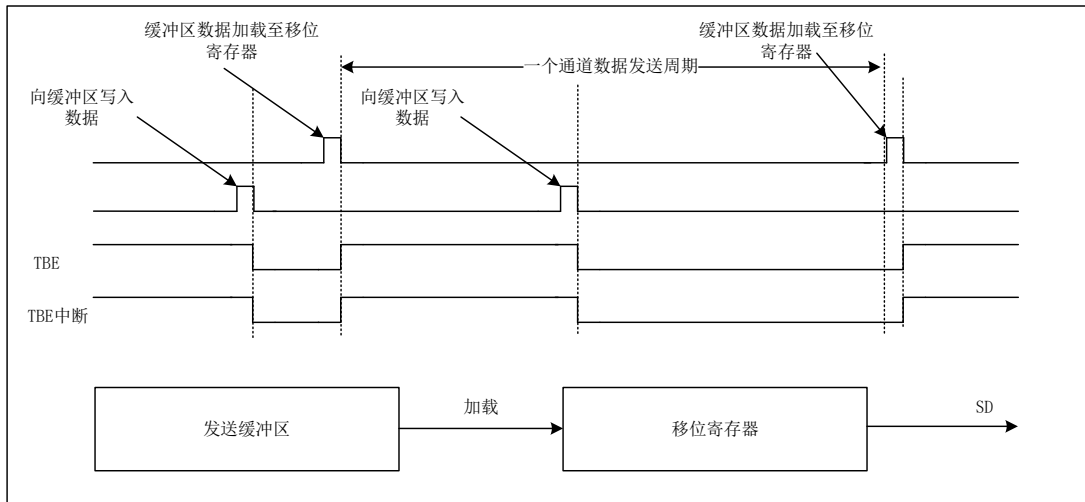 缓冲区数据加载至移位
寄存器
缓冲区数据加载至移位
寄存器
一个通道数据发送周期
向缓冲区写入
数据
向缓冲区写入
数据
TBE
TBE中断
发送缓冲区
加载
移位寄存器
SD